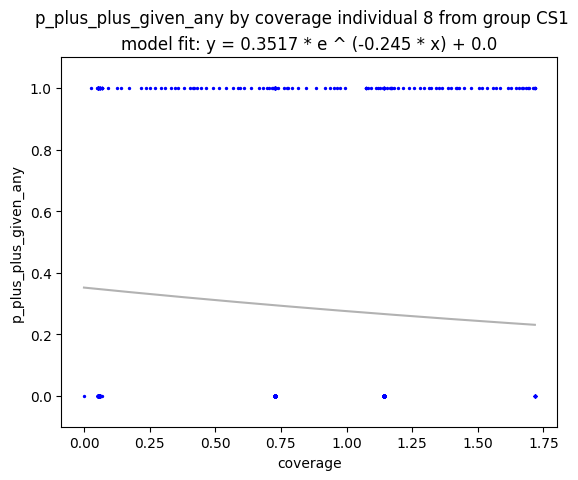 p_plus_plus_given_any by coverage individual 8 from group CS1
model fit: y = 0.3517 * e ^ (-0.245 * x) + 0.0
p_plus_plus_given_any
1.0
0.8
0.6
0.4
0.2
0.0
0.00 0.25 0.50 0.75 1.00 1.25 1.50 1.75
coverage